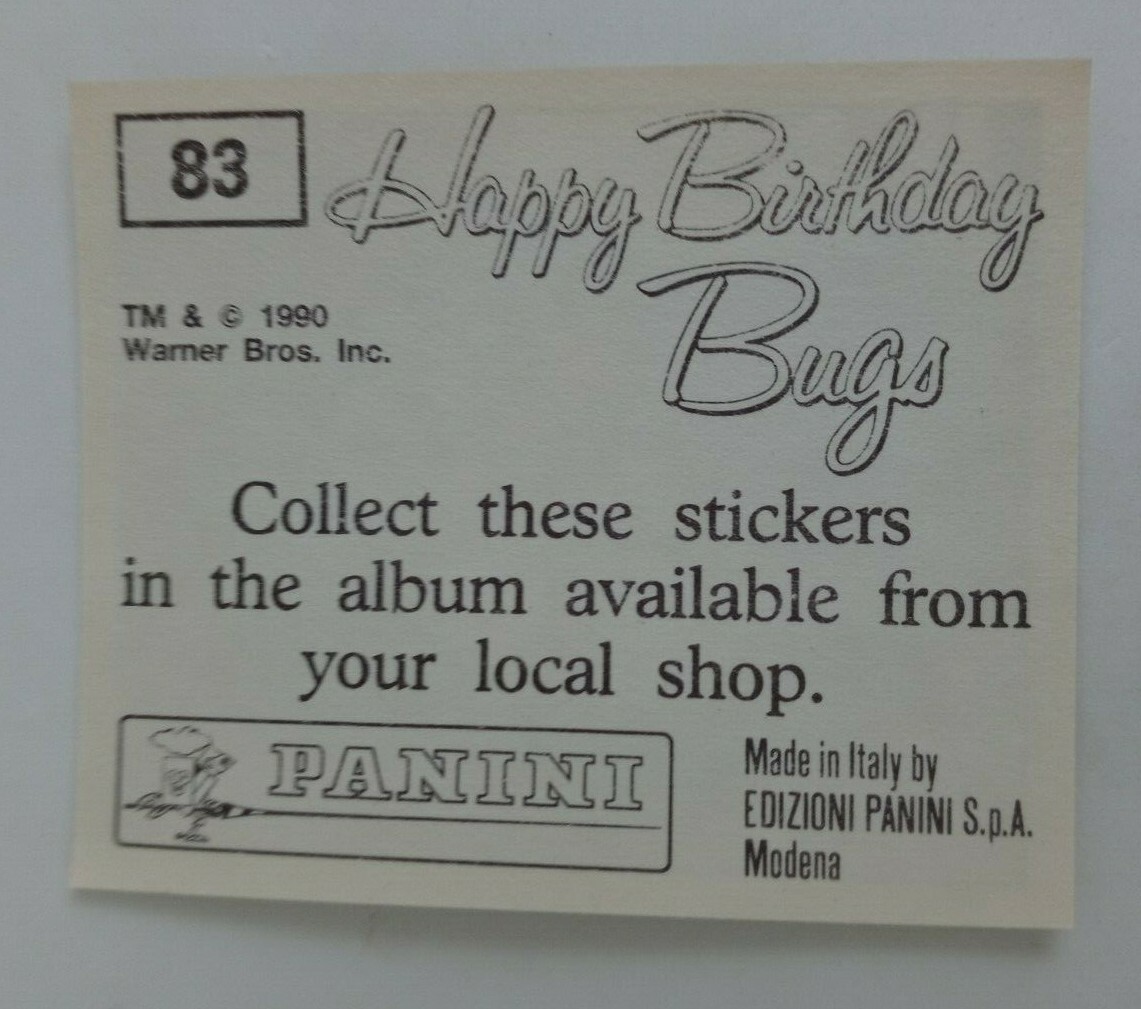 83
Happy Birthday
Bugs
TM & © 1990
Warner Bros. Inc.
Collect these stickers
in the album available from
your local shop.
PANINI
Made in Italy by
EDIZIONI PANINI S.p.A.
Modena